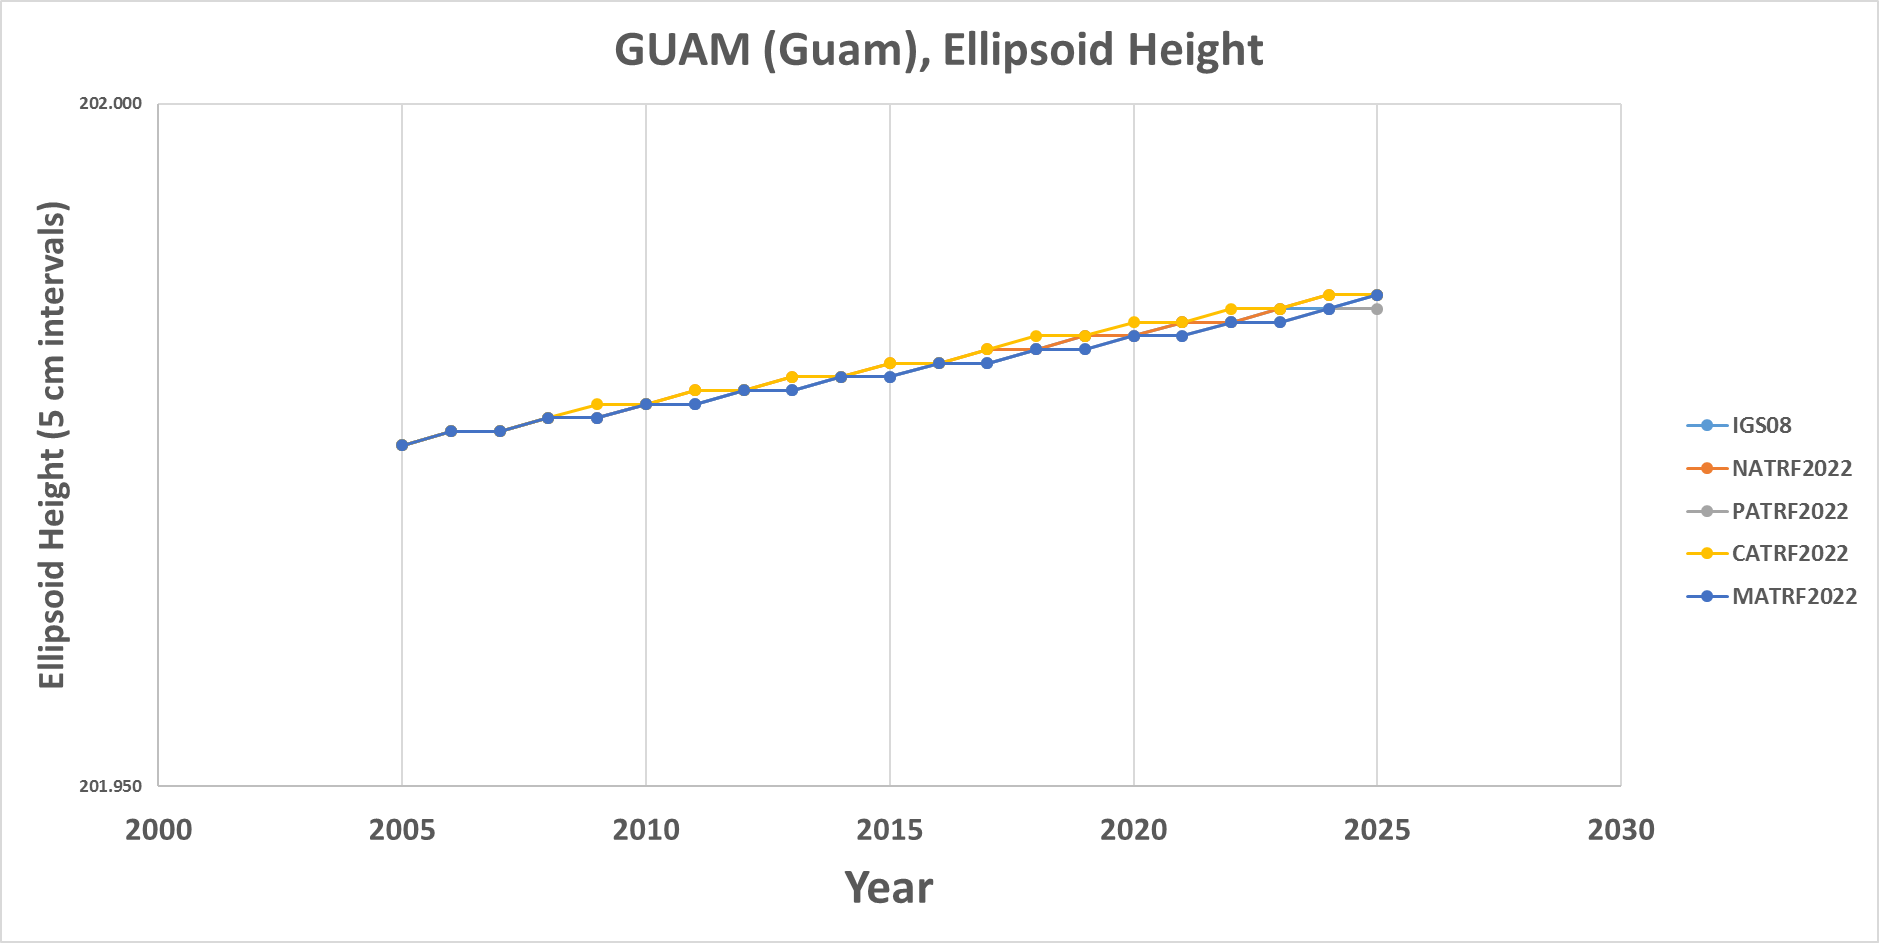 GUAM (Guam), Ellipsoid Height
202.000
Ellipsoid Height (5 cm intervals)
201.950
2000 2005 2010 2015 2020 2025 2030
Year
IGS08
NATRF2022
PATRF2022
CATRF2022
MATRF2022